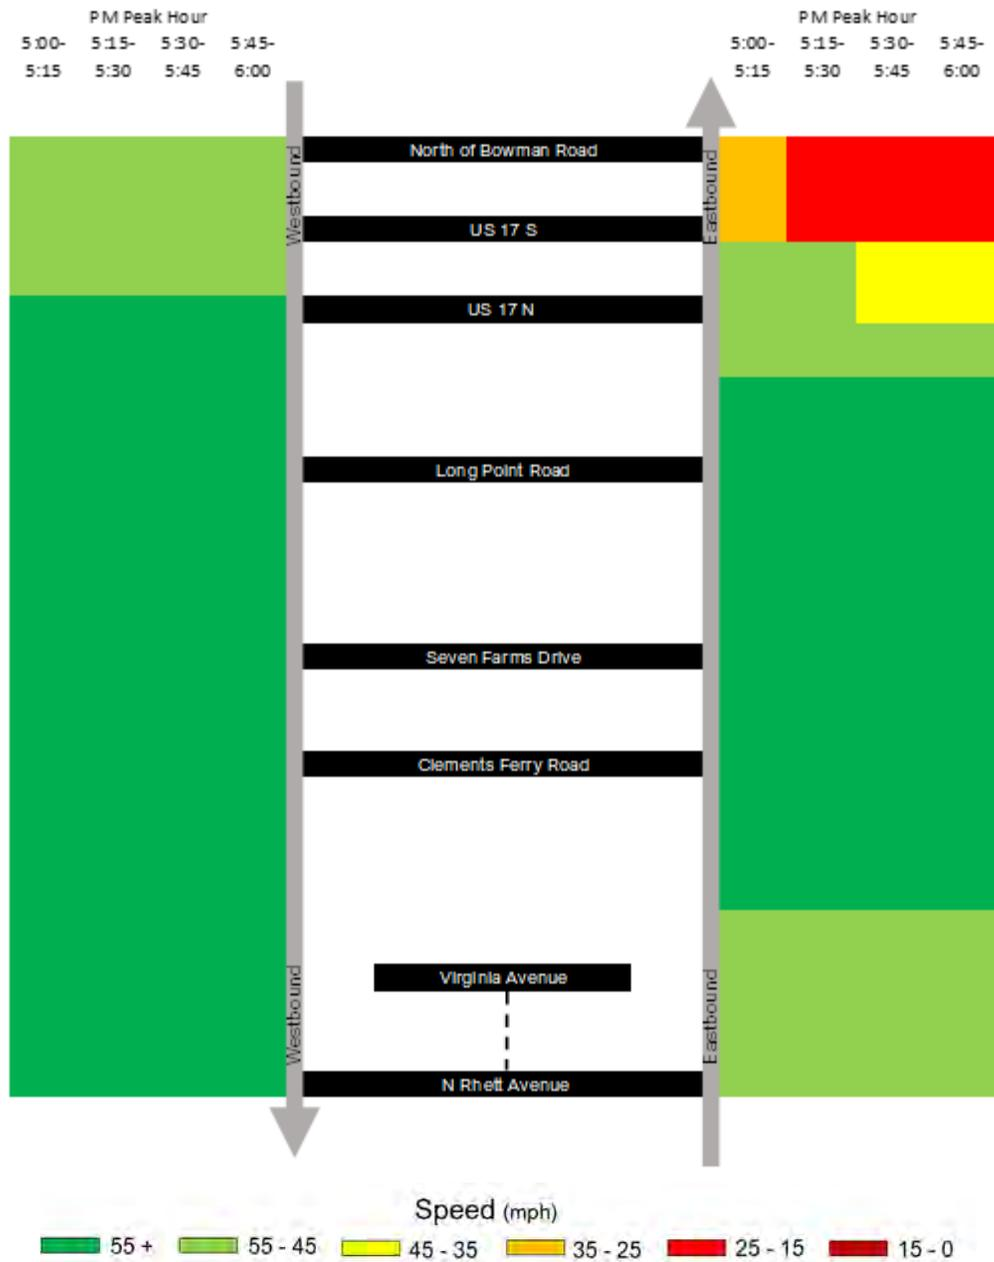 PM Peak Hour
5:00-5:15 5:15-5:30 5:30-5:45 5:45-6:00
PM Peak Hour
5:00-5:15 5:15-5:30 5:30-5:45 5:45-6:00
Westbound
Eastbound
North of Bowman Road
US 17 S
US 17 N
Long Point Road
Seven Farms Drive
Clements Ferry Road
Westbound
Eastbound
Virginia Avenue
N Rhett Avenue
Speed (mph)
55 + 55 - 45 45 - 35 35 - 25 25 - 15 15 - 0